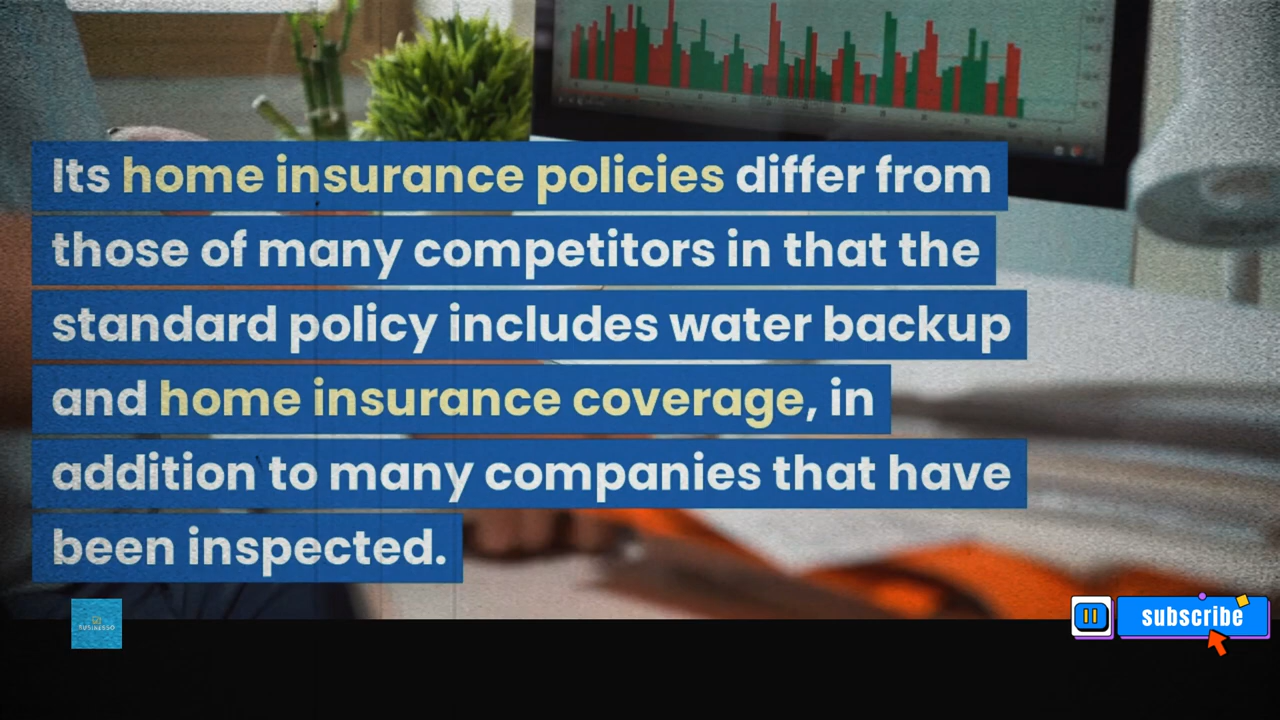 Its home insurance policies differ from
those of many competitors in that the
standard policy includes water backup
and home insurance coverage, in
addition to many companies that have
been inspected.
BUSINESSO
subscribe